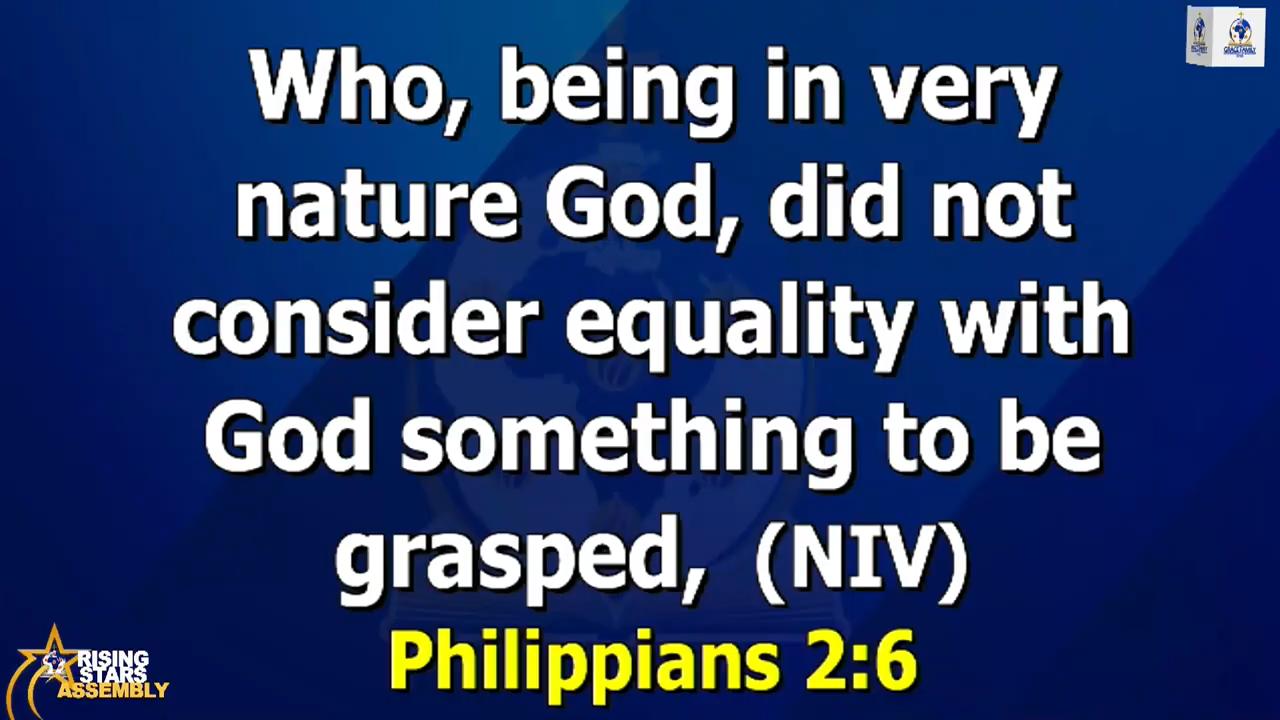 Who, being in very
nature God, did not
consider equality with
God something to be
grasped, (NIV)
Philippians 2:6
RISING
STARS
ASSEMBLY